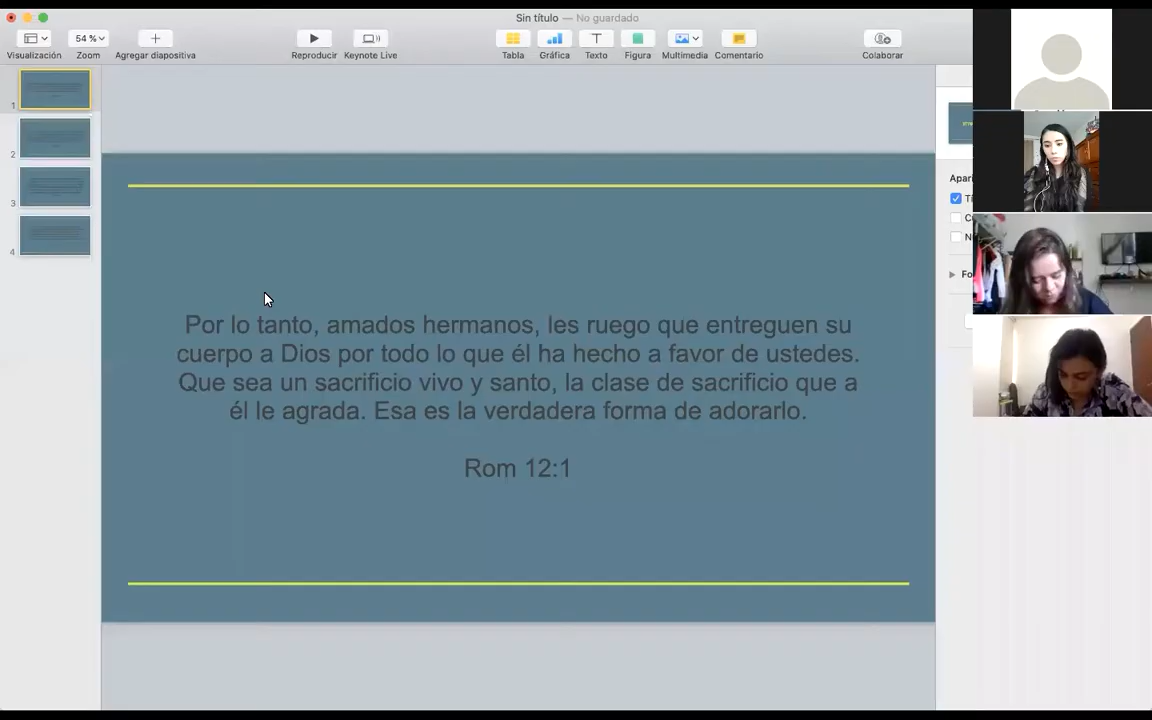 Sin título — No guardado
54 %
Visualización
Zoom
Agregar diapositiva
Reproducir
Keynote Live
Tabla
Gráfica
Texto
Figura
Multimedia
Comentario
Colaborar
1
2
3
4
Por lo tanto, amados hermanos, les ruego que entreguen su
cuerpo a Dios por todo lo que él ha hecho a favor de ustedes.
Que sea un sacrificio vivo y santo, la clase de sacrificio que a
él le agrada. Esa es la verdadera forma de adorarlo.
Rom 12:1